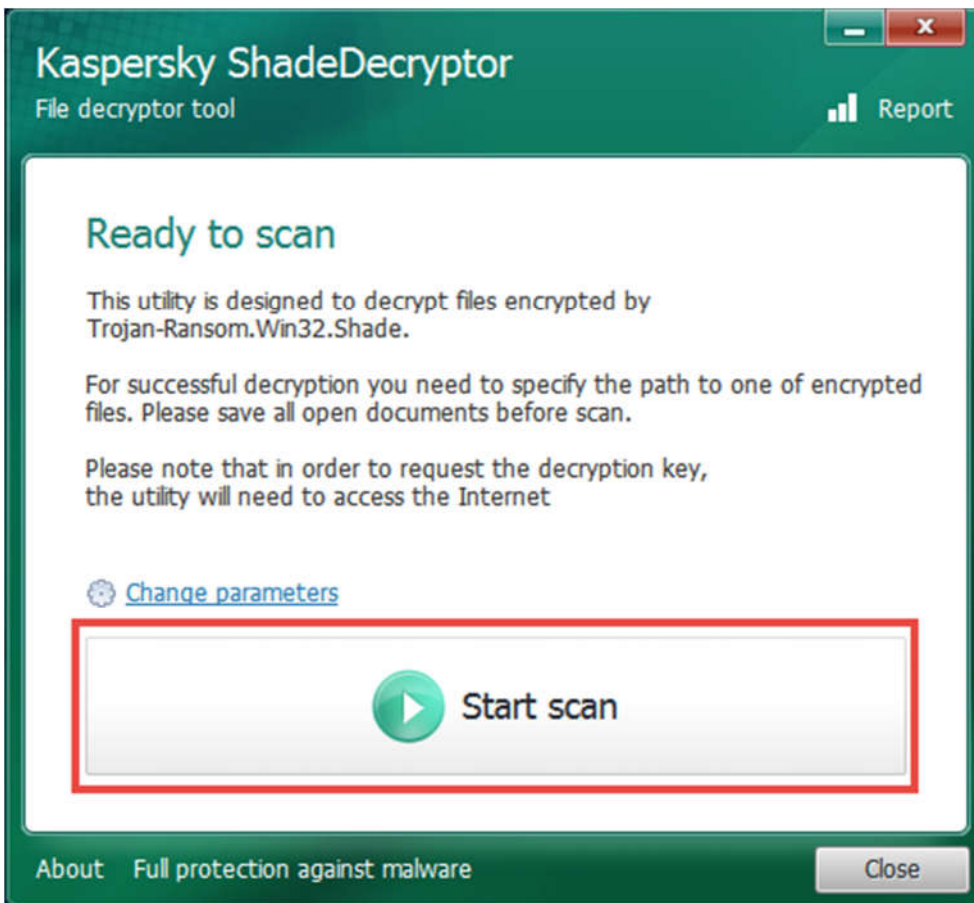 Kaspersky ShadeDecryptor
File decryptor tool
Report
Ready to scan
This utility is designed to decrypt files encrypted by
Trojan-Ransom.Win32.Shade.
For successful decryption you need to specify the path to one of encrypted
files. Please save all open documents before scan.
Please note that in order to request the decryption key,
the utility will need to access the Internet
Change parameters
Start scan
About Full protection against malware Close